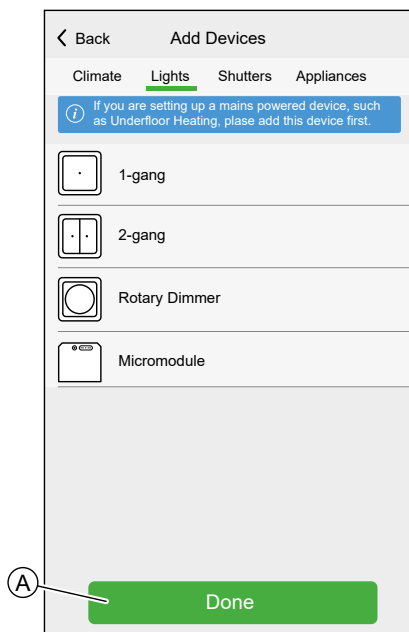 Back
Add Devices
Climate
Lights
Shutters
Appliances
i
If you are setting up a mains powered device, such
as Underfloor Heating, plase add this device first.
1-gang
2-gang
Rotary Dimmer
Micromodule
A
Done